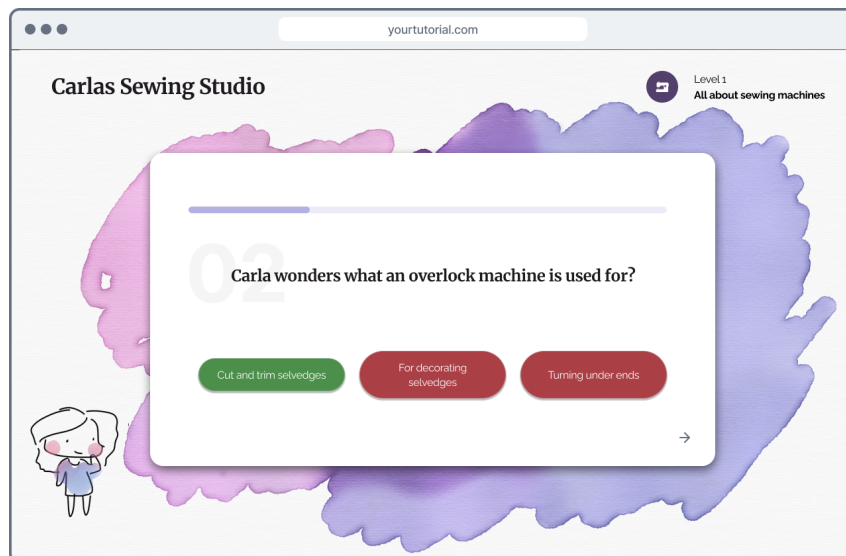 yourtutorial.com
Carlas Sewing Studio
Level 1
All about sewing machines
02
Carla wonders what an overlock machine is used for?
Cut and trim selvedges
For decorating
selvedges
Turning under ends